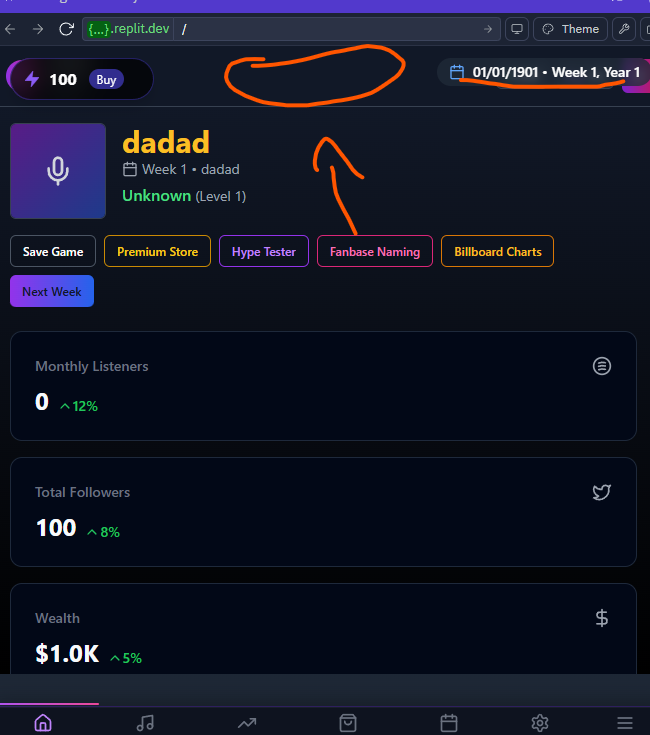 {...}.replit.dev /
Theme
100 Buy
01/01/1901 • Week 1, Year 1
dadad
Week 1 • dadad
Unknown (Level 1)
Save Game
Premium Store
Hype Tester
Fanbase Naming
Billboard Charts
Next Week
Monthly Listeners
0 12%
Total Followers
100 8%
Wealth
$1.0K 5%